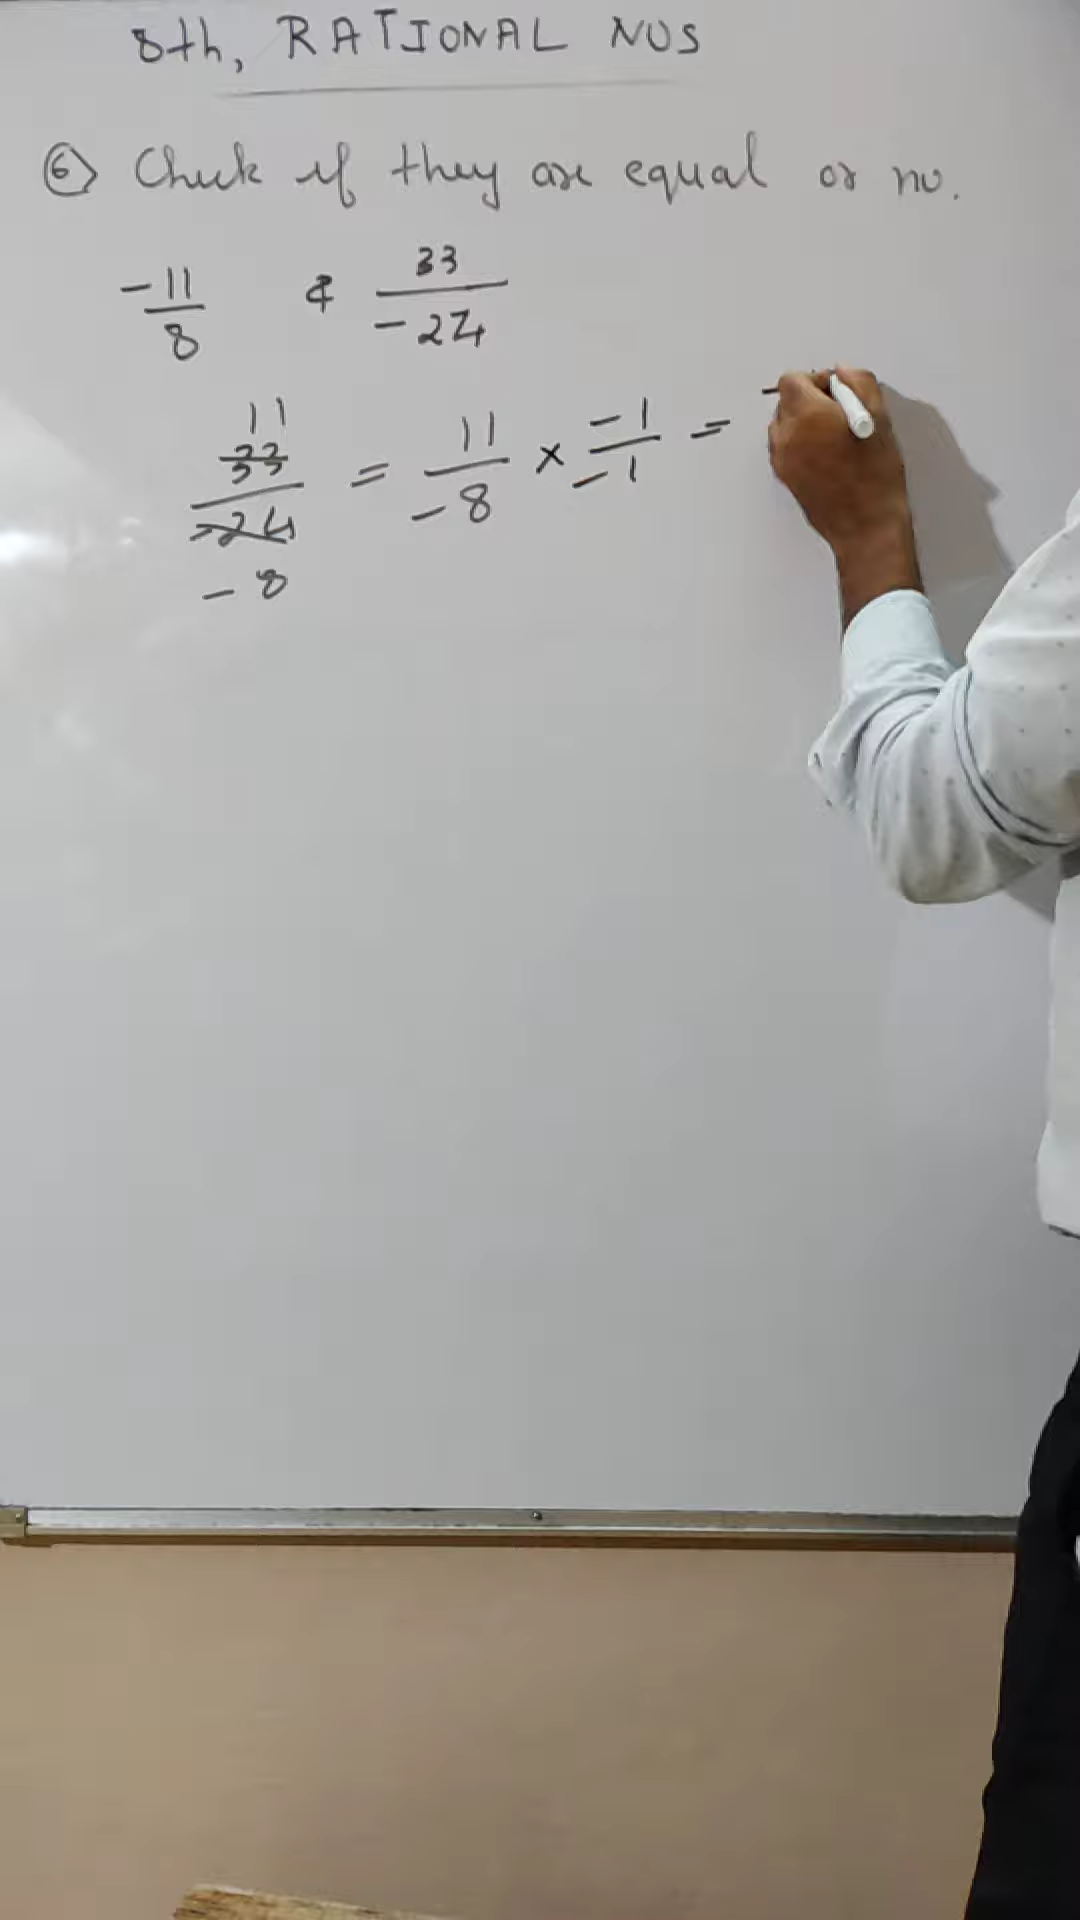 8th, RATIONAL NOS
⑥ Check if they are equal or no.
-11/8 & 33/-24
11
33/-24 = 11/-8 × -1/-1 = -
-8